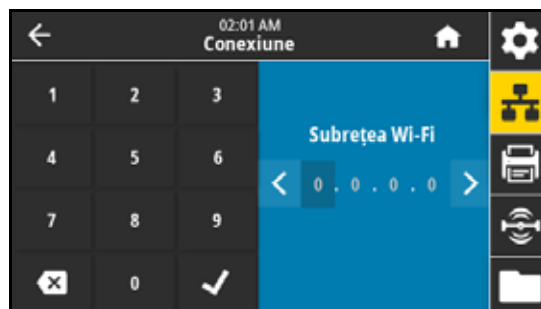 02:01 AM
Conexiune
1 2 3
4 5 6
7 8 9
0
Subrețea Wi-Fi
0 . 0 . 0 . 0